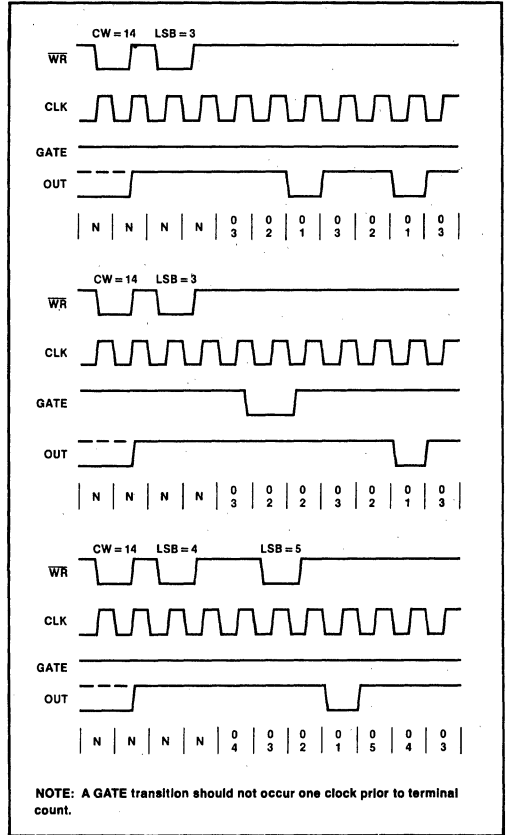 CW = 14 LSB = 3
WR
CLK
GATE
OUT
N N N N 0 3 0 2 0 1 0 3 0 2 0 1 0 3
CW = 14 LSB = 3
WR
CLK
GATE
OUT
N N N N 0 3 0 2 0 2 0 3 0 2 0 1 0 3
CW = 14 LSB = 4 LSB = 5
WR
CLK
GATE
OUT
N N N N 0 4 0 3 0 2 0 1 0 5 0 4 0 3
NOTE: A GATE transition should not occur one clock prior to terminal
count.